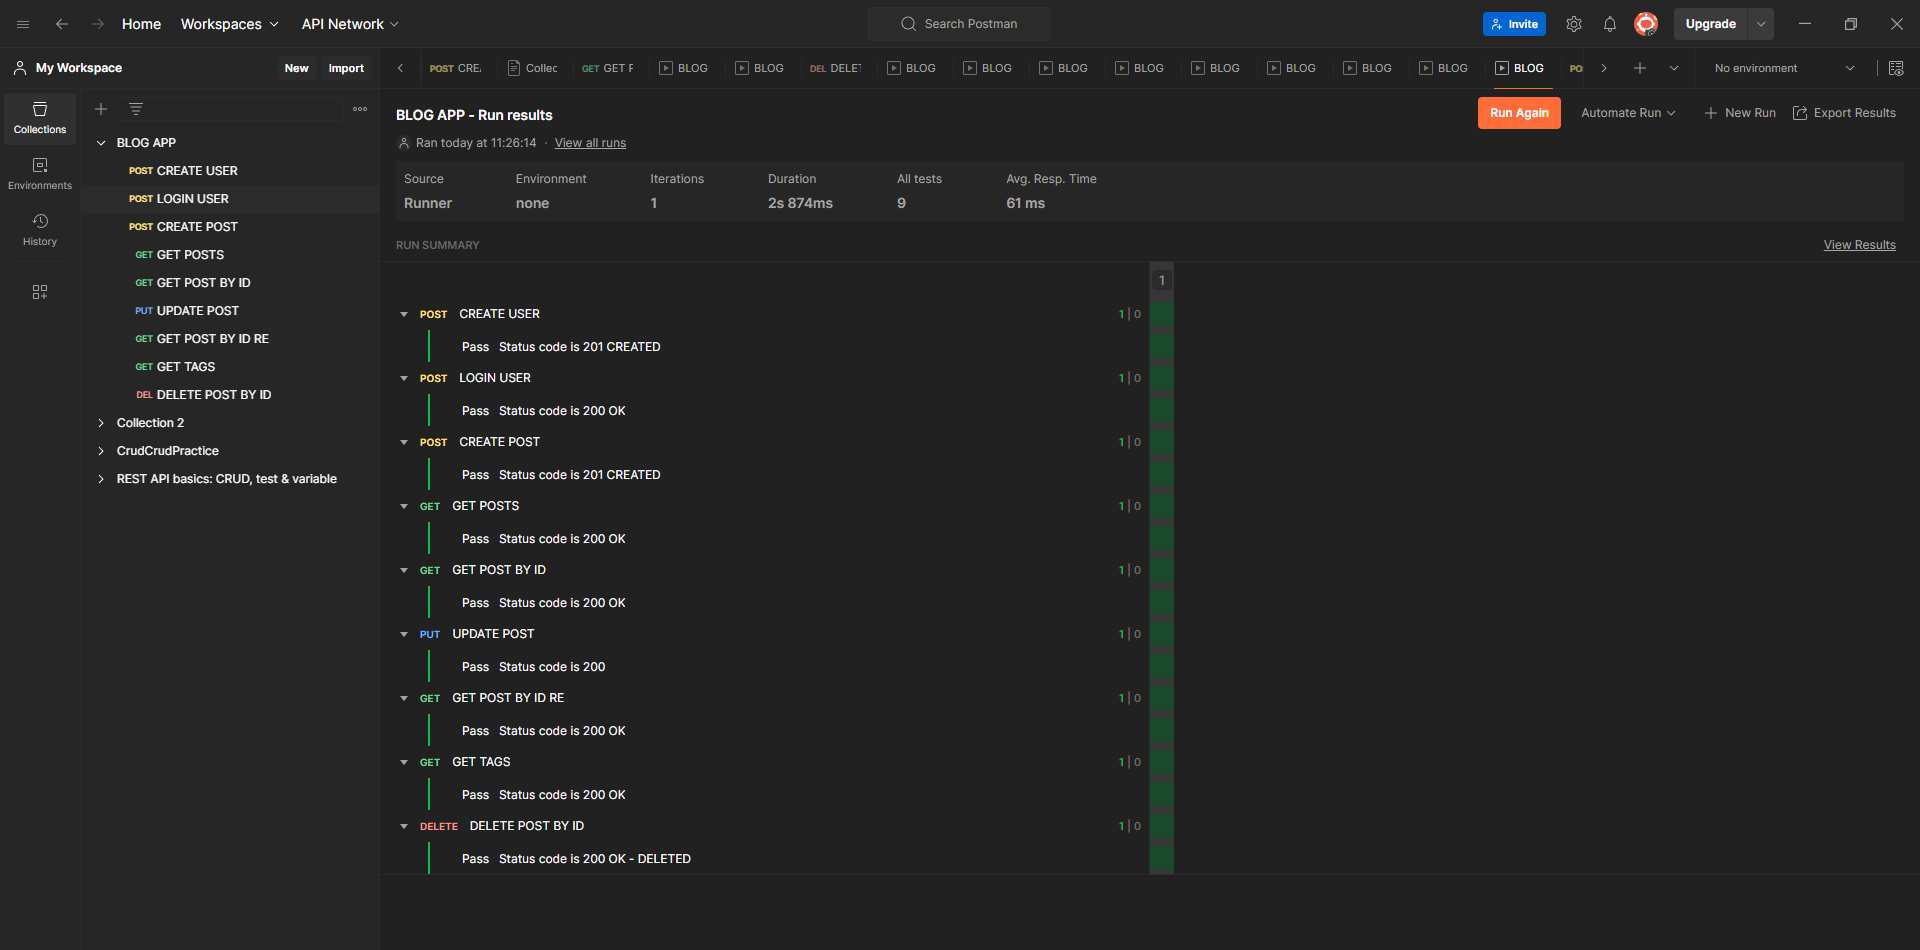 Home Workspaces API Network Search Postman Invite Upgrade
My Workspace New Import
POST CRE Collec GET GET F BLOG BLOG DEL DELET BLOG BLOG BLOG BLOG BLOG BLOG BLOG BLOG BLOG PO No environment
Collections
Environments
History
BLOG APP
POST CREATE USER
POST LOGIN USER
POST CREATE POST
GET GET POSTS
GET GET POST BY ID
PUT UPDATE POST
GET GET POST BY ID RE
GET GET TAGS
DEL DELETE POST BY ID
Collection 2
CrudCrudPractice
REST API basics: CRUD, test & variable
BLOG APP - Run results
Run Again Automate Run New Run Export Results
Ran today at 11:26:14 · View all runs
Source Environment Iterations Duration All tests Avg. Resp. Time
Runner none 1 2s 874ms 9 61 ms
RUN SUMMARY View Results
1
POST CREATE USER 1 | 0
Pass Status code is 201 CREATED
POST LOGIN USER 1 | 0
Pass Status code is 200 OK
POST CREATE POST 1 | 0
Pass Status code is 201 CREATED
GET GET POSTS 1 | 0
Pass Status code is 200 OK
GET GET POST BY ID 1 | 0
Pass Status code is 200 OK
PUT UPDATE POST 1 | 0
Pass Status code is 200
GET GET POST BY ID RE 1 | 0
Pass Status code is 200 OK
GET GET TAGS 1 | 0
Pass Status code is 200 OK
DELETE DELETE POST BY ID 1 | 0
Pass Status code is 200 OK - DELETED